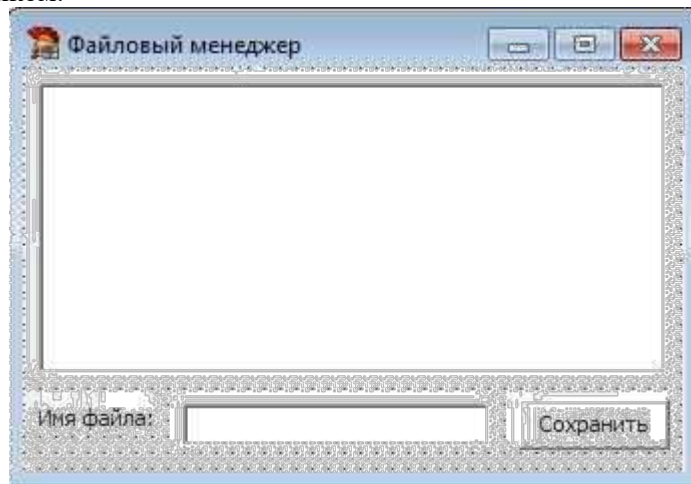 Файловый менеджер
Имя файла:
Сохранить